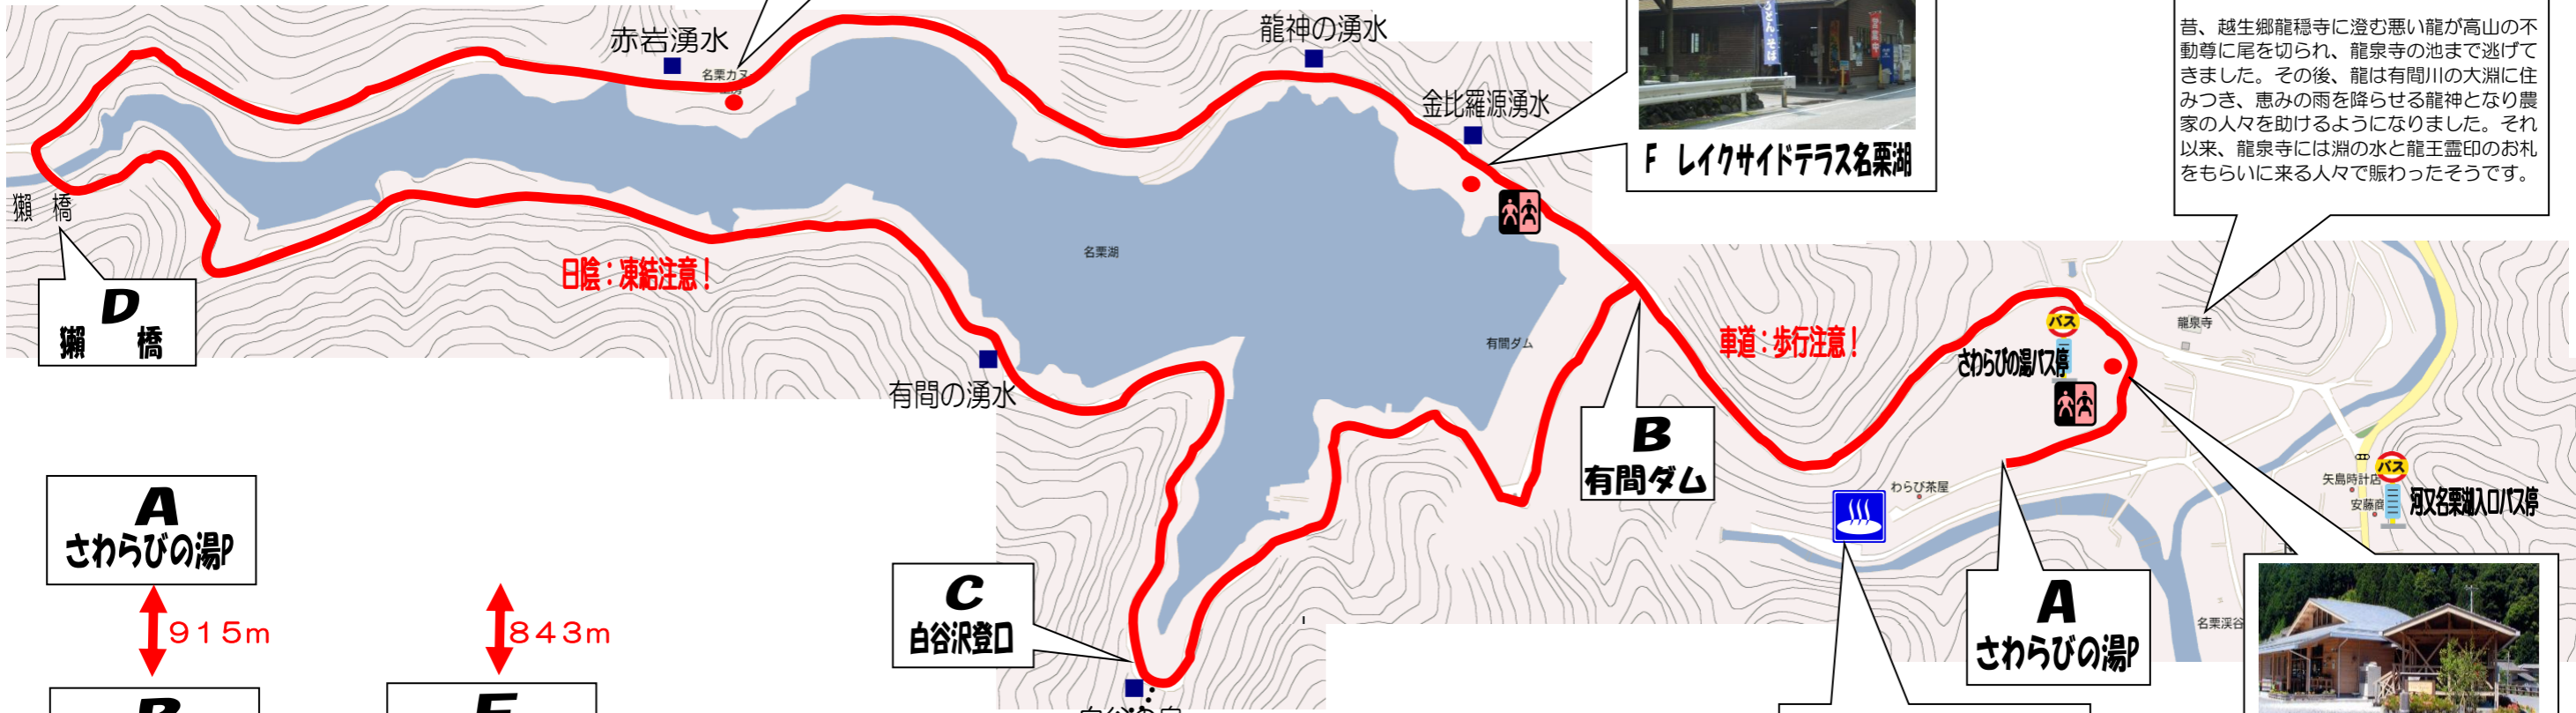 赤岩湧水
名栗カヌ
龍神の湧水
金比羅源湧水
うどん・そば
営業中
F レイクサイドテラス名栗湖
昔、越生郷龍穏寺に澄む悪い龍が高山の不
動尊に尾を切られ、龍泉寺の池まで逃げて
きました。その後、龍は有間川の大淵に住
みつき、恵みの雨を降らせる龍神となり農
家の人々を助けるようになりました。それ
以来、龍泉寺には淵の水と龍王霊印のお札
をもらいに来る人々で賑わったそうです。
獺 橋
D
獺 橋
日陰：凍結注意！
名栗湖
有間ダム
有間の湧水
車道：歩行注意！
B
有間ダム
バス
さわらびの湯バス停
龍泉寺
わらび茶屋
矢島時計店
安藤商
バス
河又名栗湖入口バス停
名栗渓谷
A
さわらびの湯P
C
白谷沢登口
A
さわらびの湯P
915m
843m